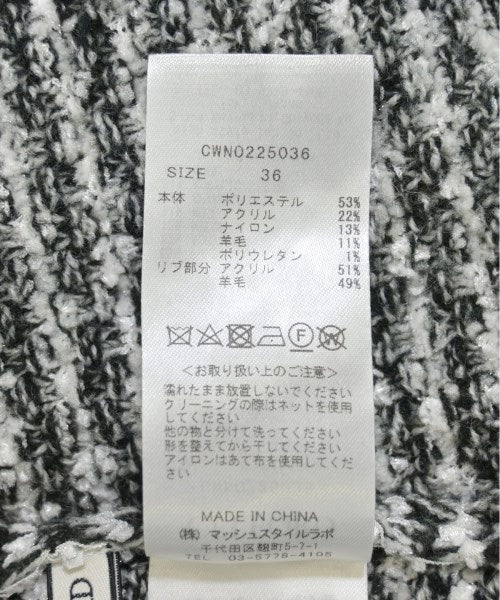 CWNO225036
SIZE 36
本体 ポリエステル 53%
アクリル 22%
ナイロン 13%
羊毛 11%
ポリウレタン 1%
リブ部分 アクリル 51%
羊毛 49%
F W
＜お取り扱い上のご注意＞
濡れたまま放置しないでください
クリーニングの際はネットを使用
してください
他の物と分けて洗ってください
形を整えてから干してください
アイロンはあて布を使用してくだ
さい
MADE IN CHINA
(株) マッシュスタイルラボ
千代田区麹町5-7-1
TEL 03-5778-4105